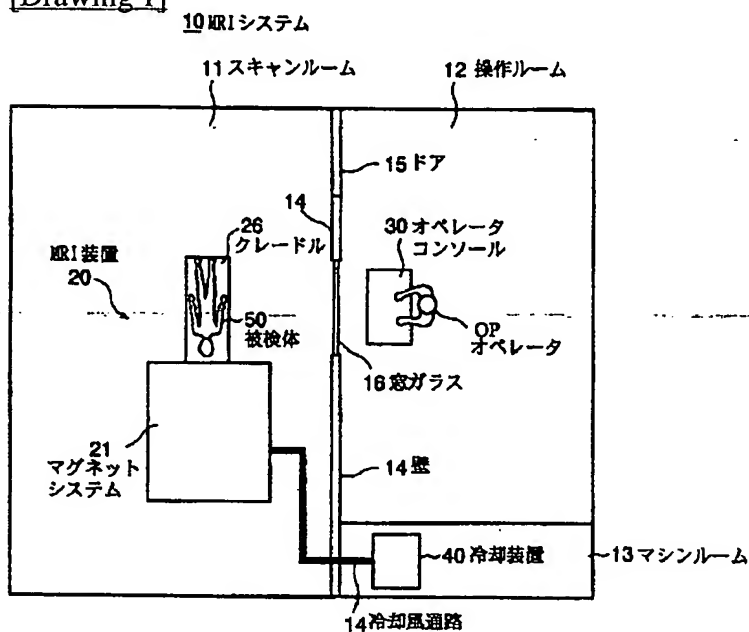 [Drawing 1]
10 MRIシステム
11 スキャンルーム
12 操作ルーム
15 ドア
14
26
クレードル
30 オペレータ
コンソール
MRI装置
20
50
被検体
OP
オペレータ
16 窓ガラス
21
マグネット
システム
14 壁
40 冷却装置
13 マシンルーム
14 冷却風通路